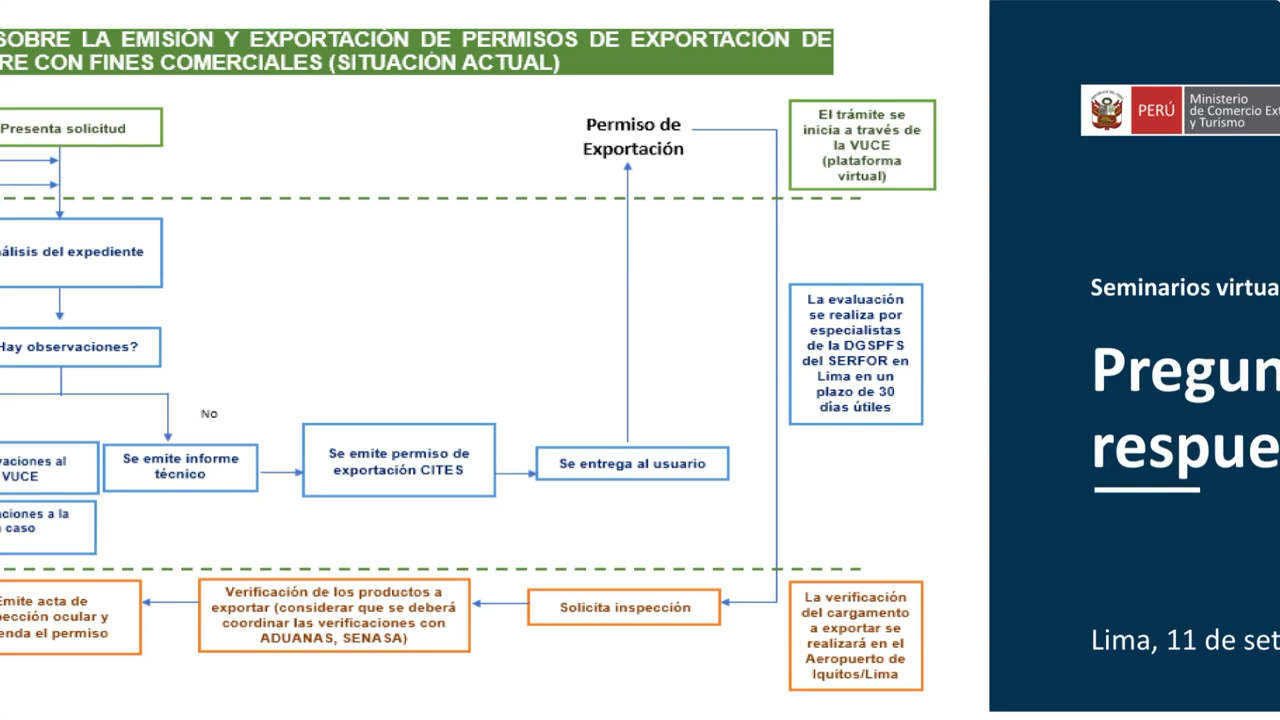 SOBRE LA EMISIÓN Y EXPORTACIÓN DE PERMISOS DE EXPORTACIÓN DE
RE CON FINES COMERCIALES (SITUACIÓN ACTUAL)
Presenta solicitud
Permiso de
Exportación
El trámite se
inicia a través de
la VUCE
(plataforma
virtual)
álisis del expediente
Hay observaciones?
No
vaciones al
VUCE
Se emite informe
técnico
Se emite permiso de
exportación CITES
Se entrega al usuario
La evaluación
se realiza por
especialistas
de la DGSPFS
del SERFOR en
Lima en un
plazo de 30
días útiles
aciones a la
caso
Emite acta de
pección ocular y
enda el permiso
Verificación de los productos a
exportar (considerar que se deberá
coordinar las verificaciones con
ADUANAS, SENASA)
Solicita inspección
La verificación
del cargamento
a exportar se
realizará en el
Aeropuerto de
Iquitos/Lima
PERÚ
Ministerio
de Comercio Ext
y Turismo
Seminarios virtua
Pregun
respue
Lima, 11 de set